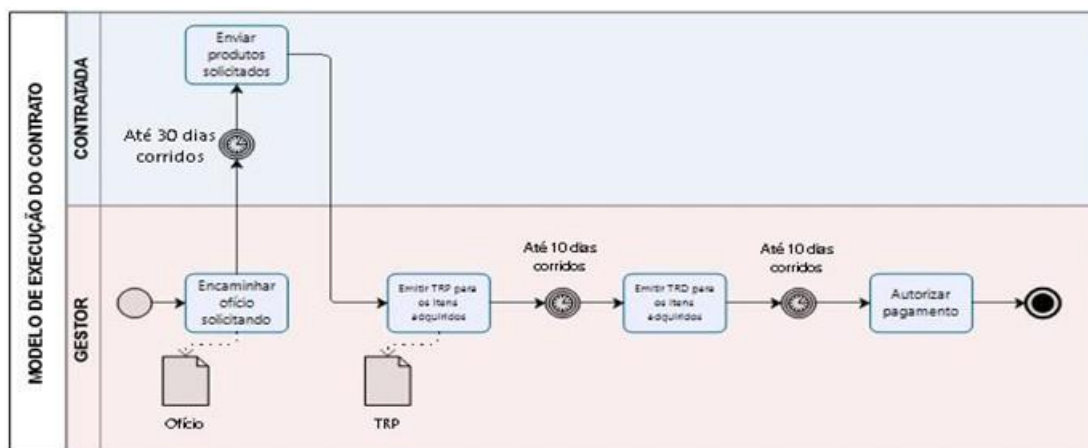 MODELO DE EXECUÇÃO DO CONTRATO
CONTRATADA
Enviar
produtos
solicitados
Até 30 dias
corridos
GESTOR
Encaminhar
ofício
solicitando
Ofício
Emitir TRP para
os itens
adquiridos
TRP
Até 10 dias
corridos
Emitir TRD para
os itens
adquiridos
Até 10 dias
corridos
Autorizar
pagamento